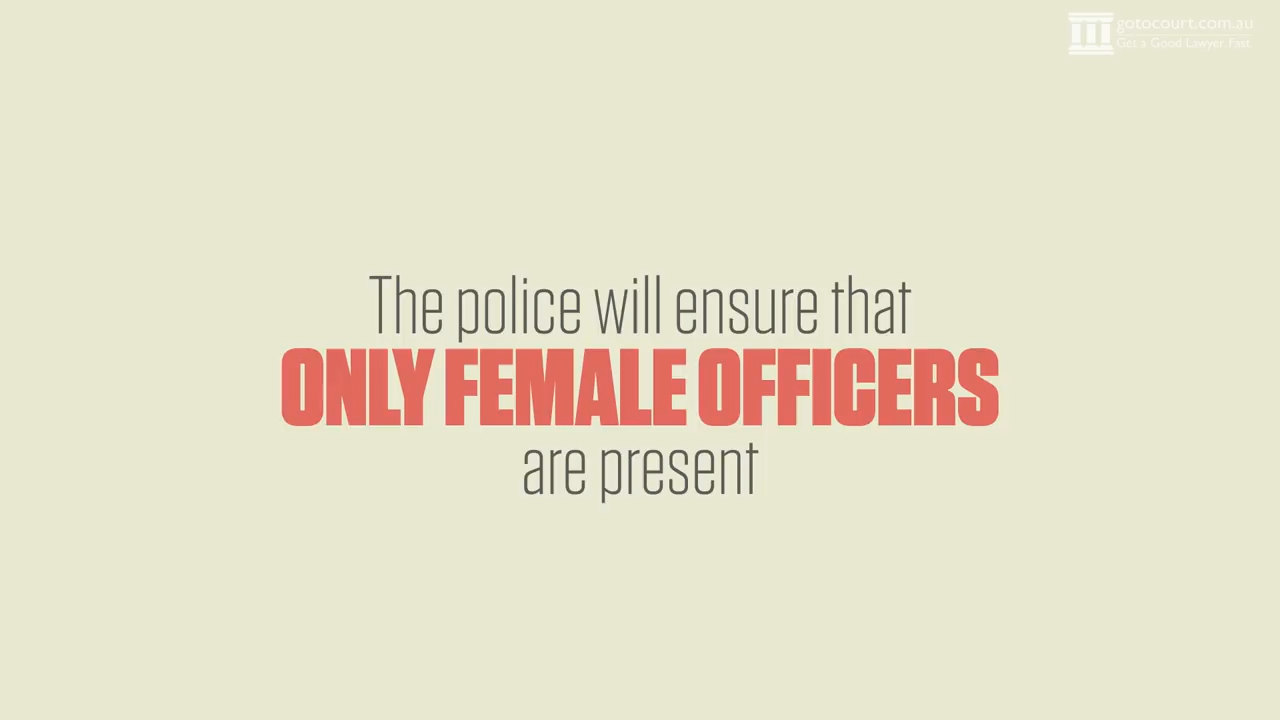 gotocourt.com.au
Get a Good Lawyer Fast.
The police will ensure that
ONLY FEMALE OFFICERS
are present